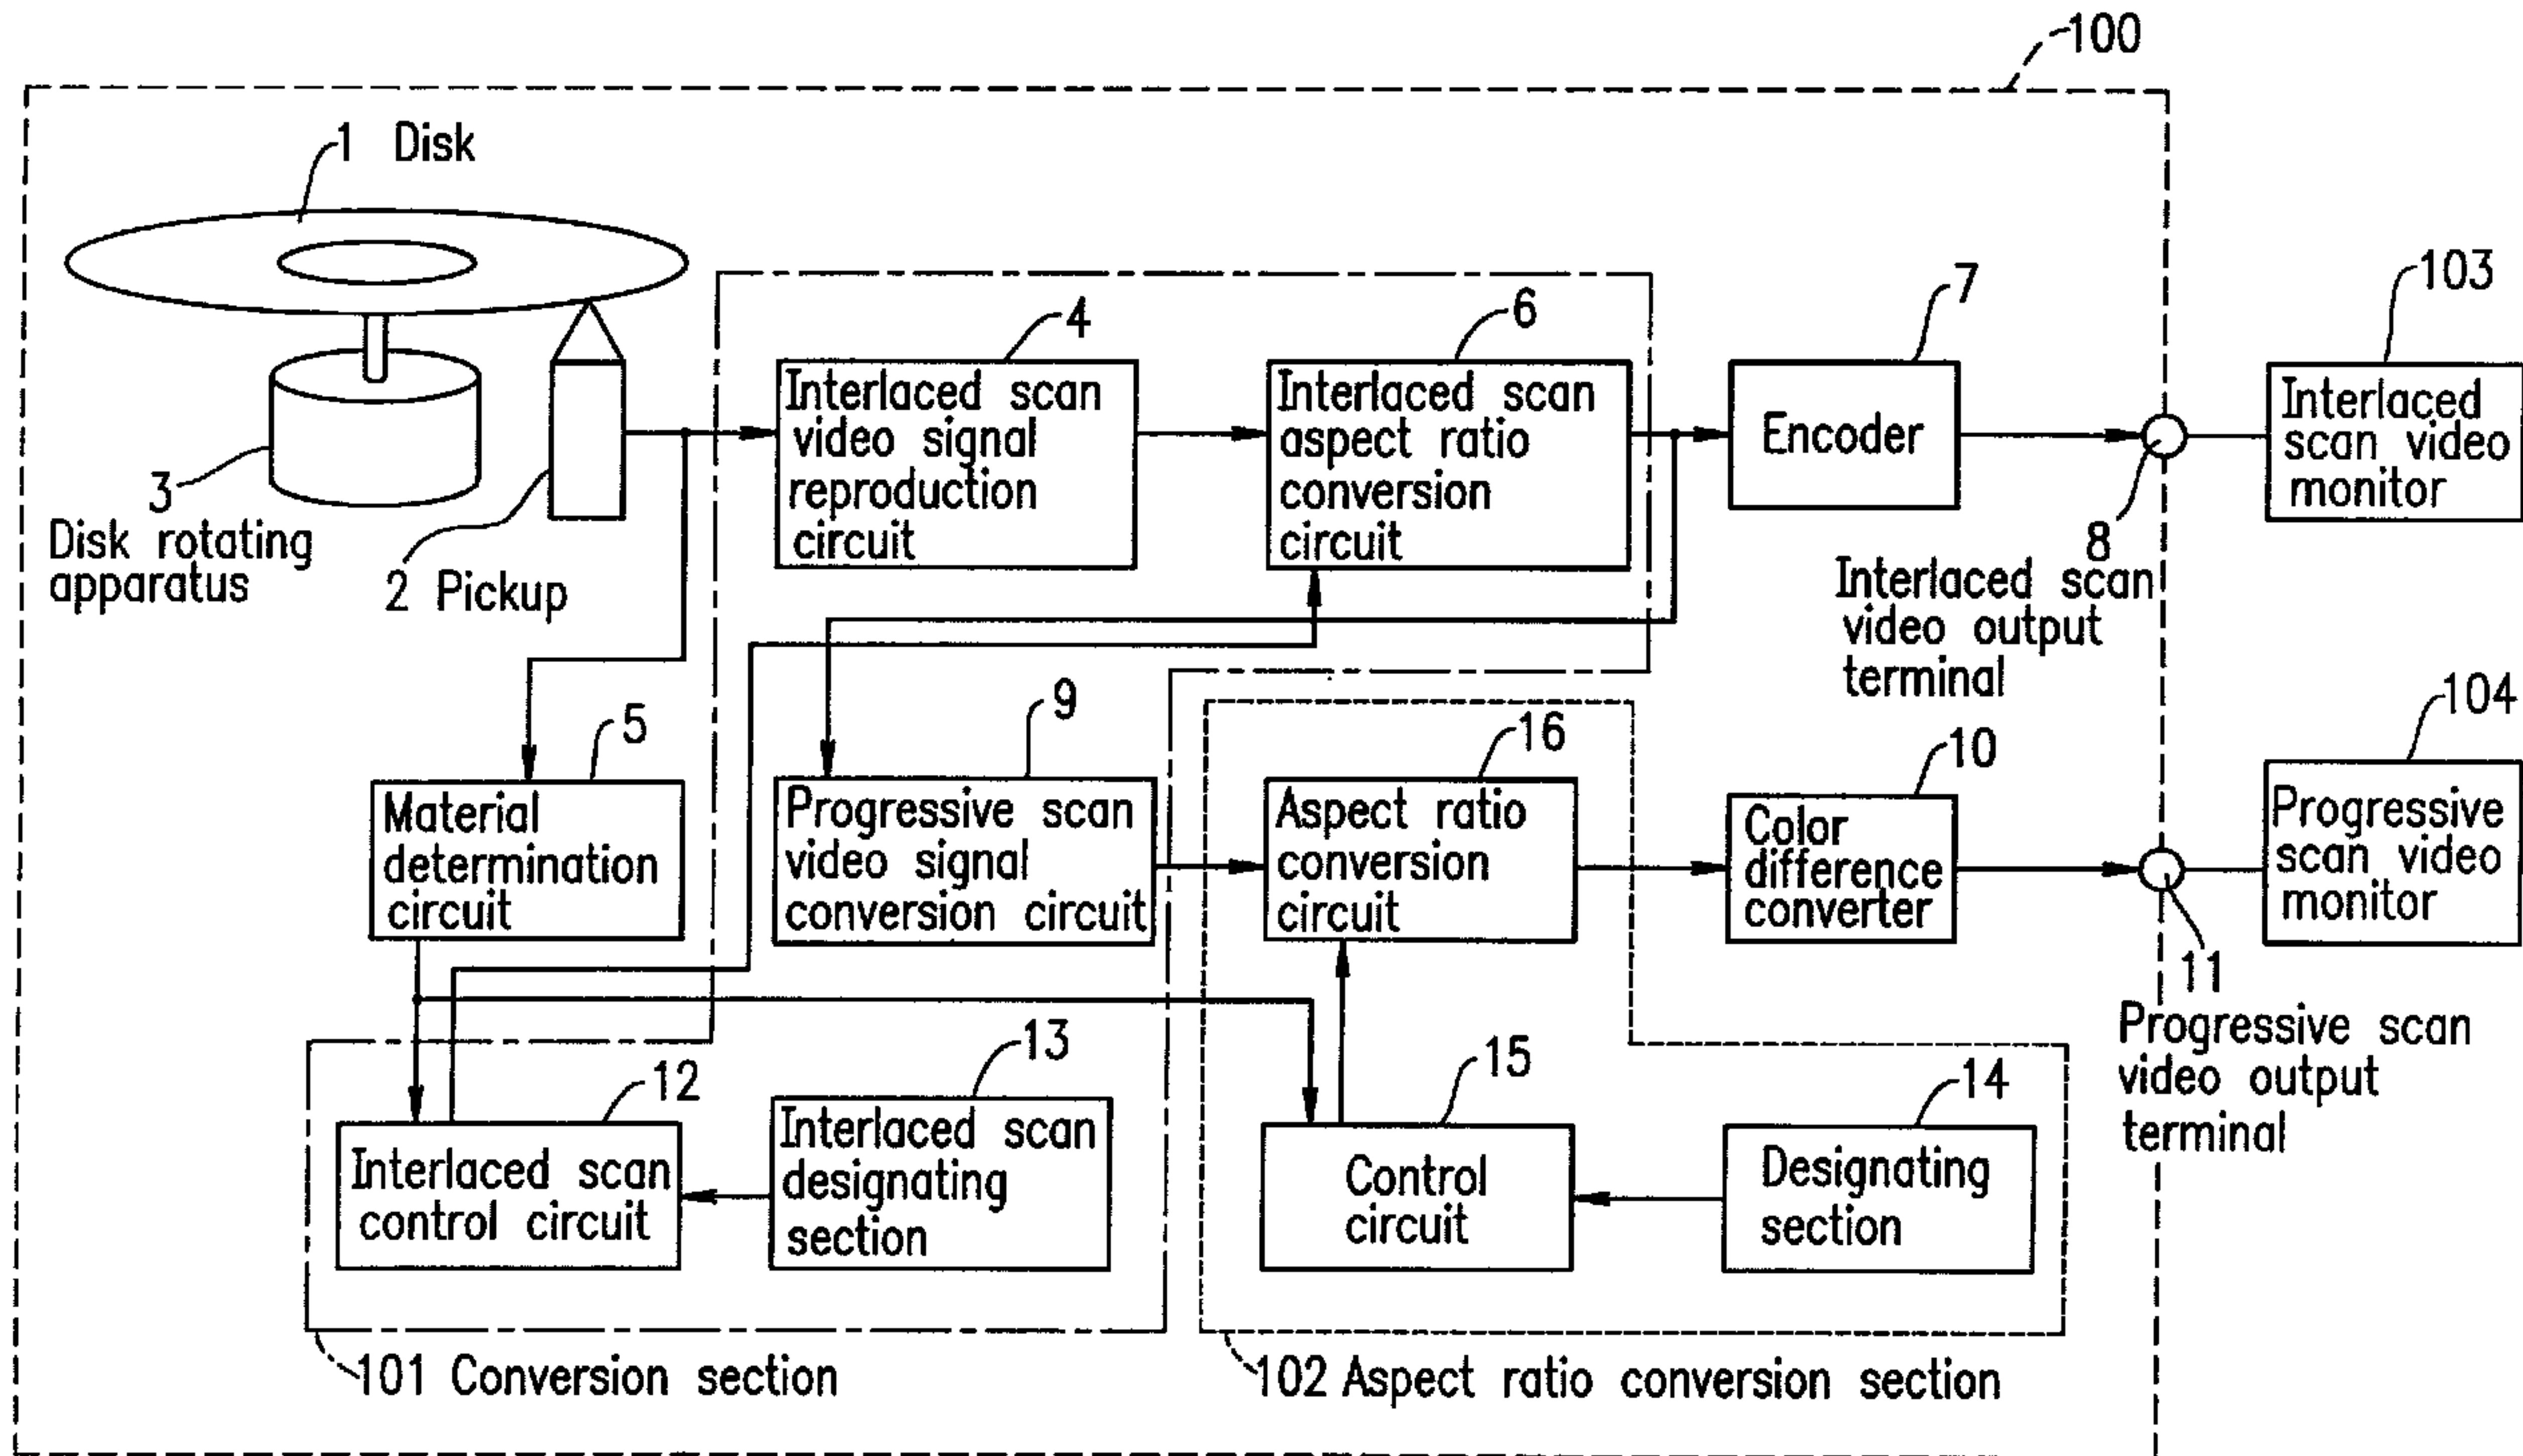 100
1 Disk
3
Disk rotating
apparatus
2 Pickup
4
Interlaced scan
video signal
reproduction
circuit
6
Interlaced scan
aspect ratio
conversion
circuit
7
Encoder
8
Interlaced scan
video output
terminal
103
Interlaced
scan video
monitor
5
Material
determination
circuit
9
Progressive scan
video signal
conversion circuit
16
Aspect ratio
conversion
circuit
10
Color
difference
converter
11
Progressive scan
video output
terminal
104
Progressive
scan video
monitor
12
Interlaced scan
control circuit
13
Interlaced scan
designating
section
15
Control
circuit
14
Designating
section
101 Conversion section
102 Aspect ratio conversion section